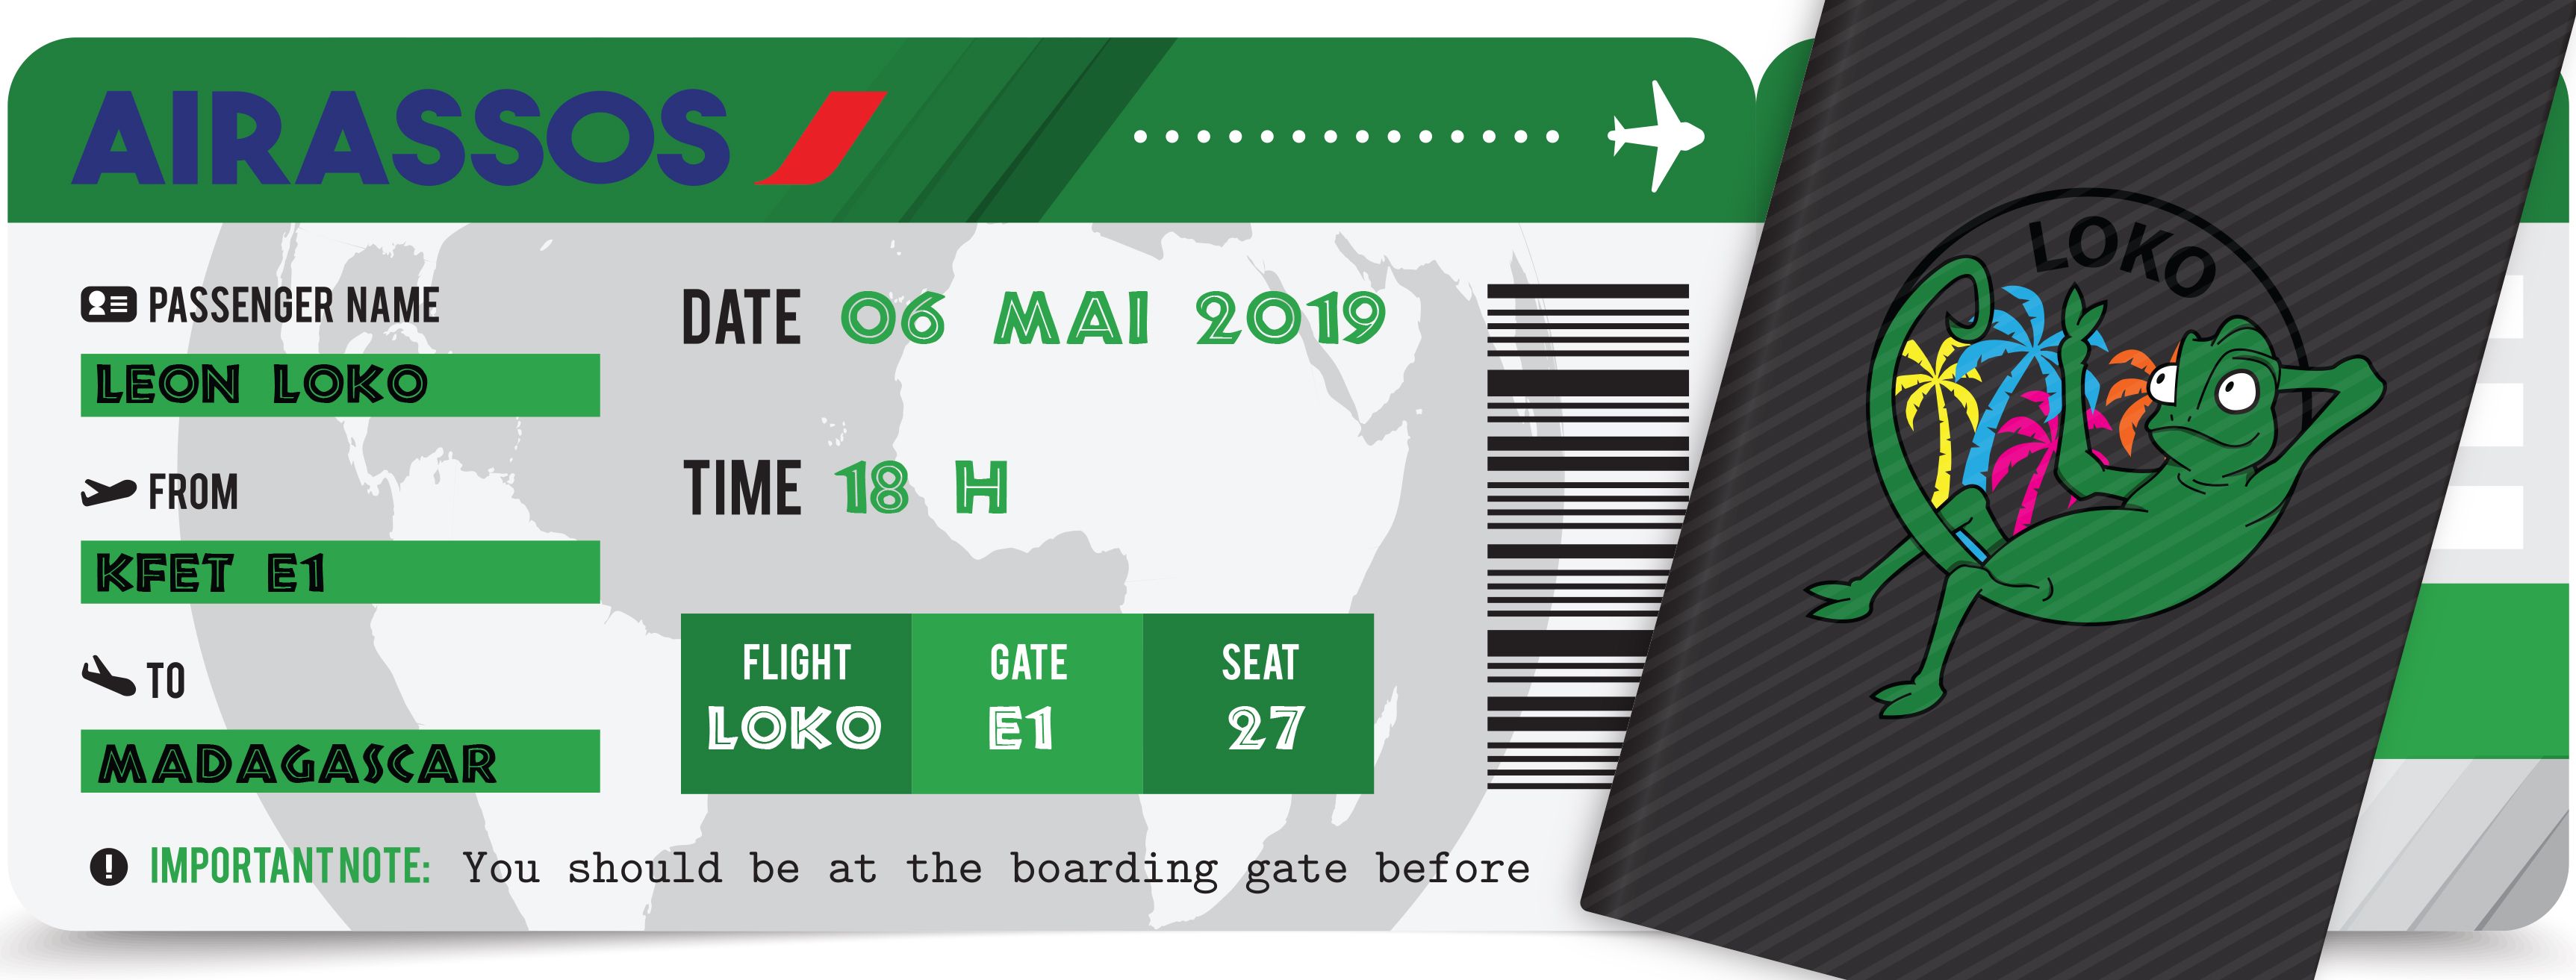 AIRASSOS
PASSENGER NAME
LEON LOKO
FROM
KFET E1
TO
MADAGASCAR
DATE 06 MAI 2019
TIME 18 H
FLIGHT
LOKO
GATE
E1
SEAT
27
IMPORTANT NOTE: You should be at the boarding gate before
LOKO